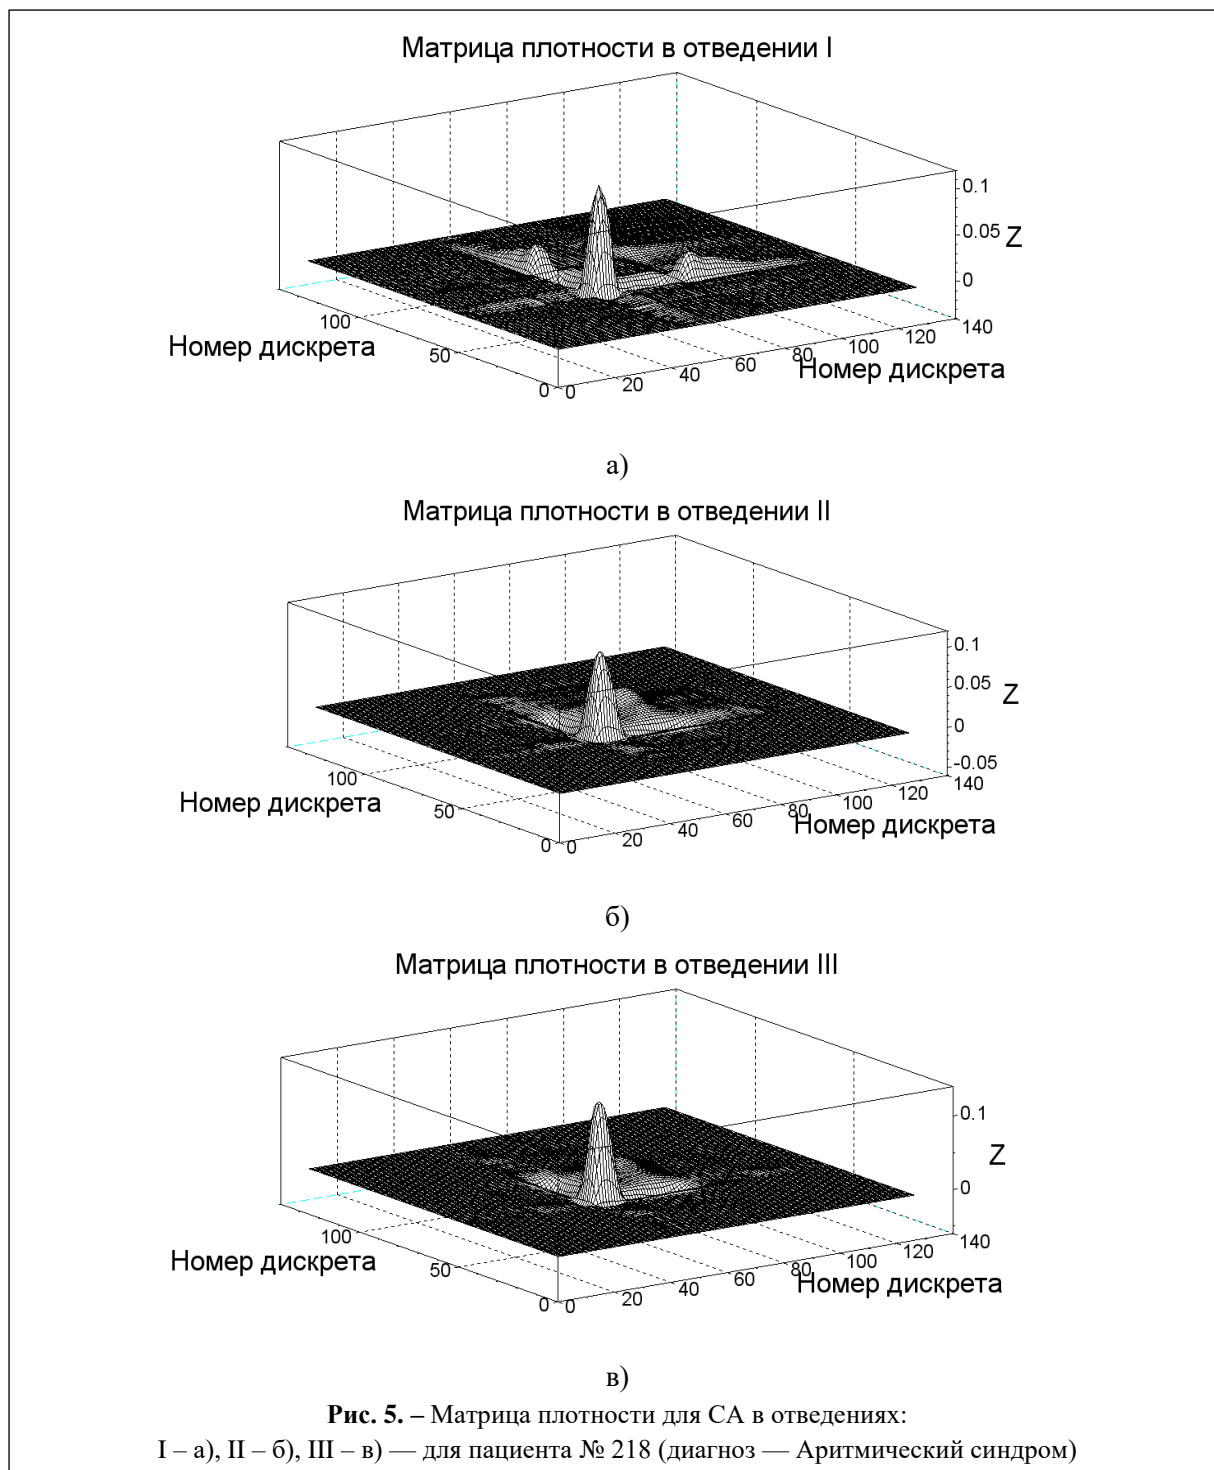 Матрица плотности в отведении I
0.1
0.05
Z
0
100
50
0
0
20
40
60
80
100
120
140
Номер дискрета
Номер дискрета
а)
Матрица плотности в отведении II
0.1
0.05
Z
0
-0.05
100
50
0
0
20
40
60
80
100
120
140
Номер дискрета
Номер дискрета
б)
Матрица плотности в отведении III
0.1
Z
0
100
50
0
0
20
40
60
80
100
120
140
Номер дискрета
Номер дискрета
в)
Рис. 5. – Матрица плотности для СА в отведениях:
I – а), II – б), III – в) — для пациента № 218 (диагноз — Аритмический синдром)